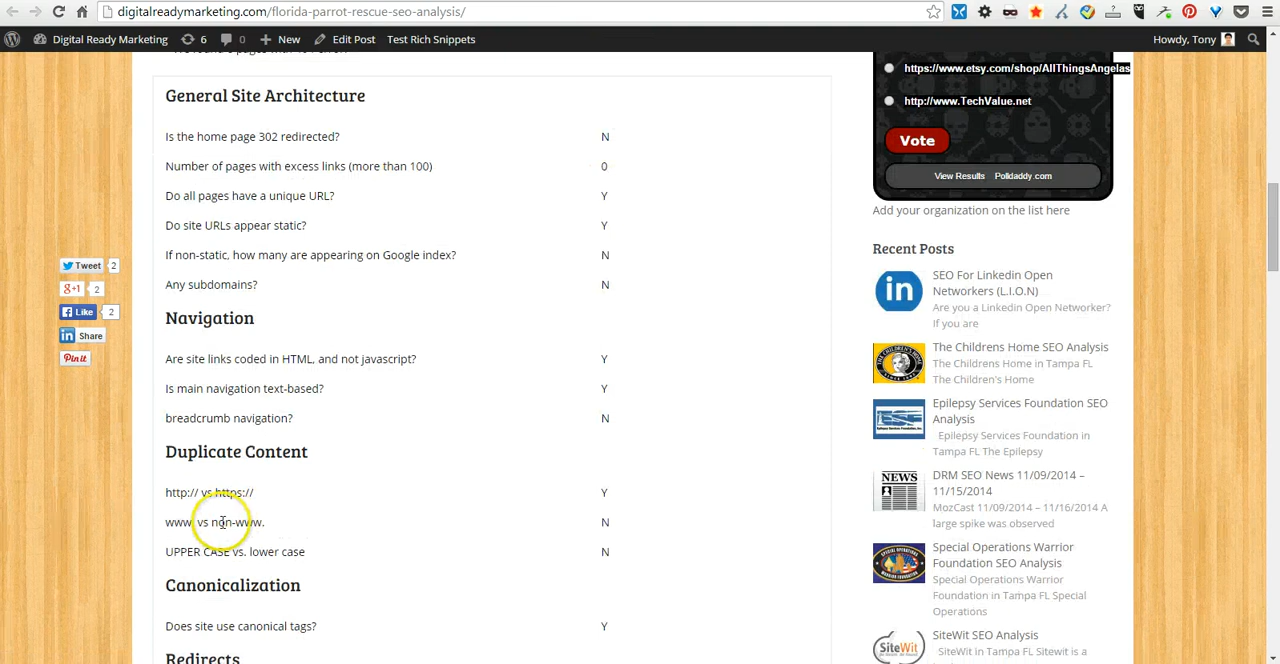 digitalreadymarketing.com/florida-parrot-rescue-seo-analysis/
Digital Ready Marketing
6
0
New
Edit Post
Test Rich Snippets
Howdy, Tony
General Site Architecture
Is the home page 302 redirected? N
Number of pages with excess links (more than 100) 0
Do all pages have a unique URL? Y
Do site URLs appear static? Y
If non-static, how many are appearing on Google index? N
Any subdomains? N
Navigation
Are site links coded in HTML, and not javascript? Y
Is main navigation text-based? Y
breadcrumb navigation? N
Duplicate Content
http:// vs https:// Y
www. vs non-www. N
UPPER CASE vs. lower case N
Canonicalization
Does site use canonical tags? Y
Redirects
Tweet 2
+1 2
Like 2
Share
Pin it
https://www.etsy.com/shop/AllThingsAngelas
http://www.TechValue.net
Vote
View Results Polldaddy.com
Add your organization on the list here
Recent Posts
SEO For Linkedin Open
Networkers (L.I.O.N)
Are you a Linkedin Open Networker?
If you are
The Childrens Home SEO Analysis
The Childrens Home in Tampa FL
The Children's Home
Epilepsy Services Foundation SEO
Analysis
Epilepsy Services Foundation in
Tampa FL The Epilepsy
NEWS
DRM SEO News 11/09/2014 –
11/15/2014
MozCast 11/09/2014 – 11/16/2014 A
large spike was observed
Special Operations Warrior
Foundation SEO Analysis
Special Operations Warrior
Foundation in Tampa FL Special
Operations
SiteWit
SiteWit SEO Analysis
SiteWit in Tampa FL Sitewit is a